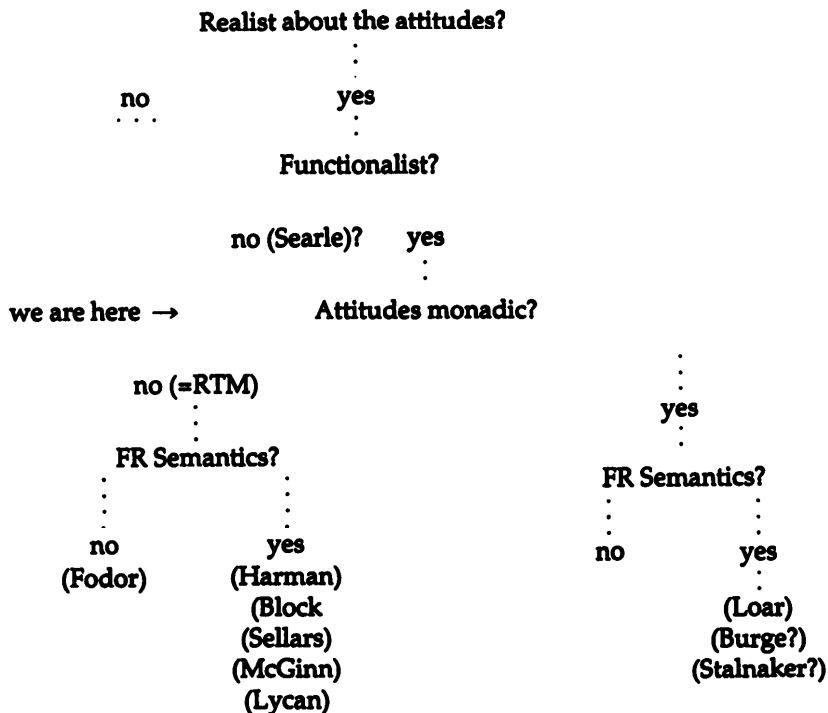 Realist about the attitudes?
no yes
. . .
Functionalist?
no (Searle)? yes
we are here → Attitudes monadic?
no (=RTM)
yes
FR Semantics?
FR Semantics?
no yes
no yes
(Fodor) (Harman)
(Block
(Loar)
(Sellars)
(Burge?)
(McGinn)
(Stalnaker?)
(Lycan)